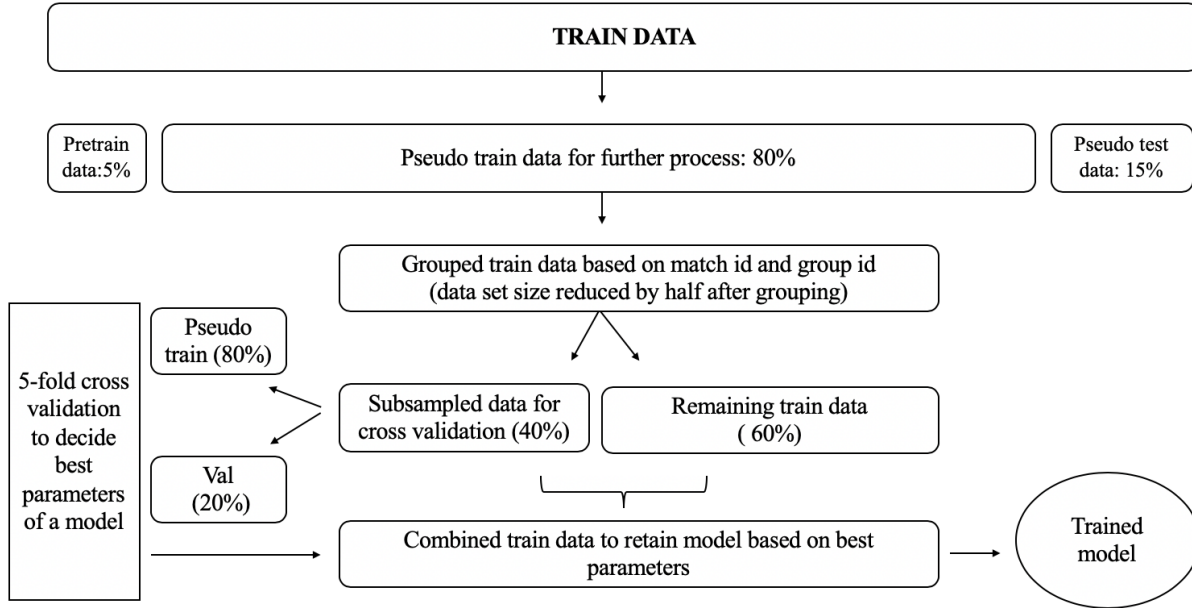 TRAIN DATA
Pretrain
data:5%
Pseudo train data for further process: 80%
Pseudo test
data: 15%
Grouped train data based on match id and group id
(data set size reduced by half after grouping)
5-fold cross
validation
to decide
best
parameters
of a model
Pseudo
train (80%)
Val
(20%)
Subsampled data for
cross validation (40%)
Remaining train data
( 60%)
Combined train data to retain model based on best
parameters
Trained
model